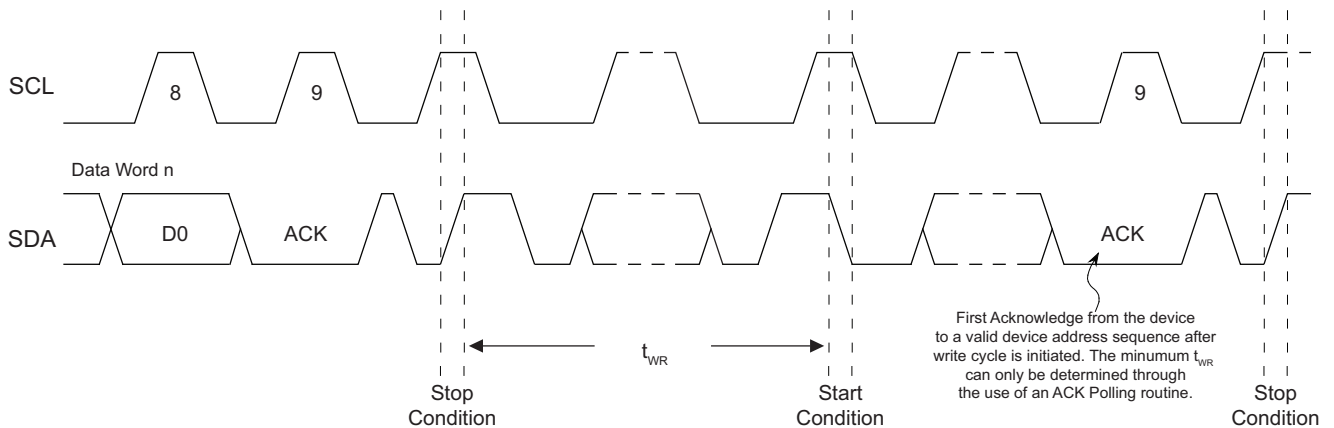 SCL
8
9
9
Data Word n
SDA
D0
ACK
ACK
First Acknowledge from the device
to a valid device address sequence after
write cycle is initiated. The minumum tWR
can only be determined through
the use of an ACK Polling routine.
tWR
Stop
Condition
Start
Condition
Stop
Condition